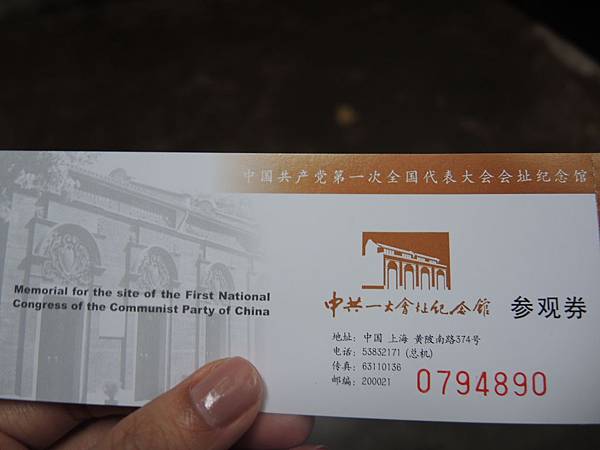 中国共产党第一次全国代表大会会址纪念馆
Memorial for the site of the First National
Congress of the Communist Party of China
中共一大會址纪念館
参观券
地址: 中国 上海 黄陂南路374号
电话: 53832171 (总机)
传真: 63110136
邮编: 200021
0794890